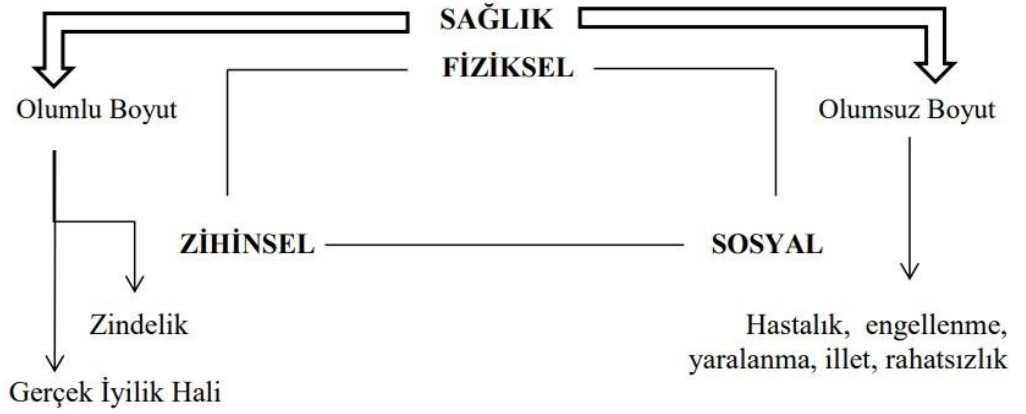 SAĞLIK
FİZİKSEL
Olumlu Boyut
Olumsuz Boyut
ZİHİNSEL
SOSYAL
Zindelik
Gerçek İyilik Hali
Hastalık, engellenme,
yaralanma, illet, rahatsızlık